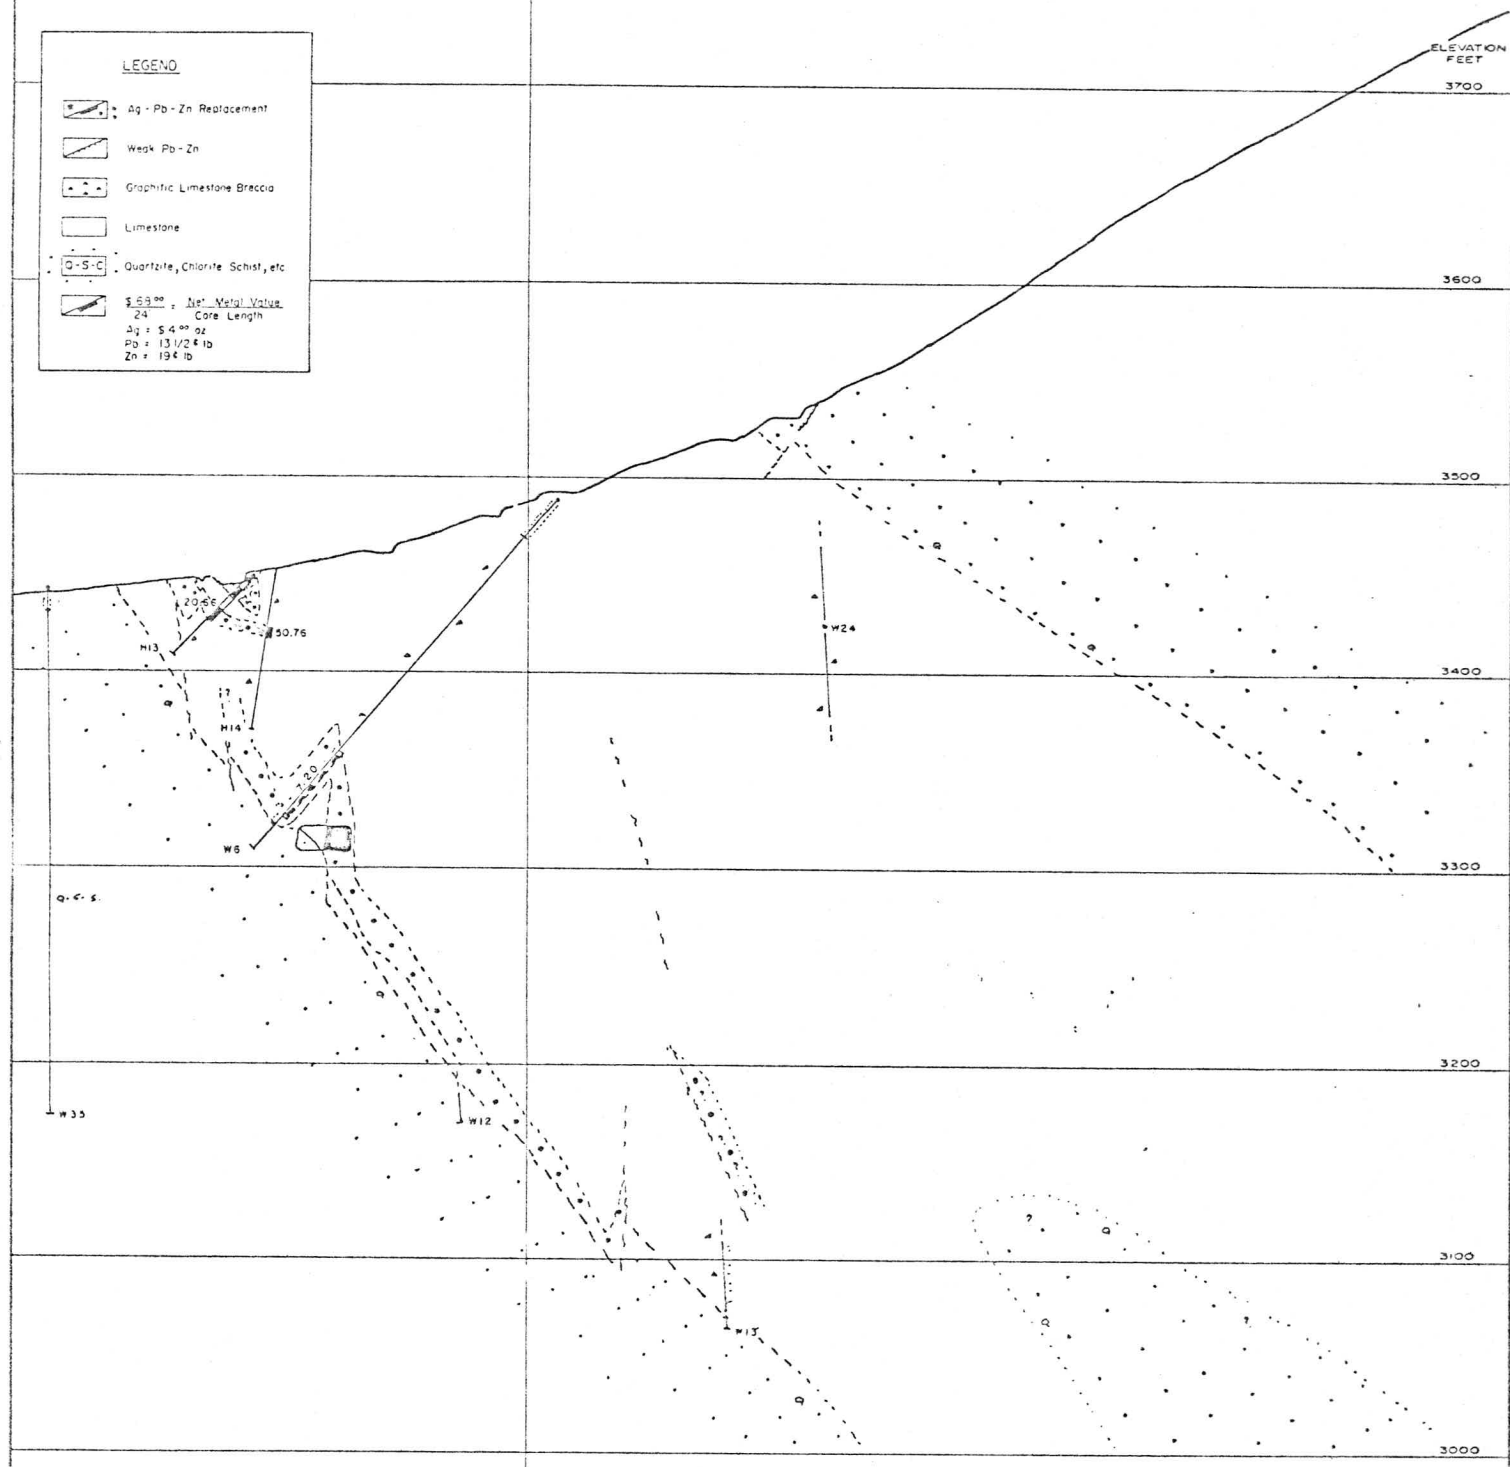 LEGEND
Ag - Pb - Zn Replacement
Weak Pb - Zn
Graphitic Limestone Breccia
Limestone
Q-S-C Quartzite, Chlorite Schist, etc
$ 69.00 = Net Metal Value
24' Core Length
Ag = $ 4.00 oz
Pb = 13 1/2 ¢ lb
Zn = 19 ¢ lb
ELEVATION
FEET
3700
3600
3500
Q
20.66
W24
50.76
H13
Q
3400
?
Q
H14
W6
3300
Q
3200
W35
W12
?
Q
3100
Q
?
W13
Q
3000